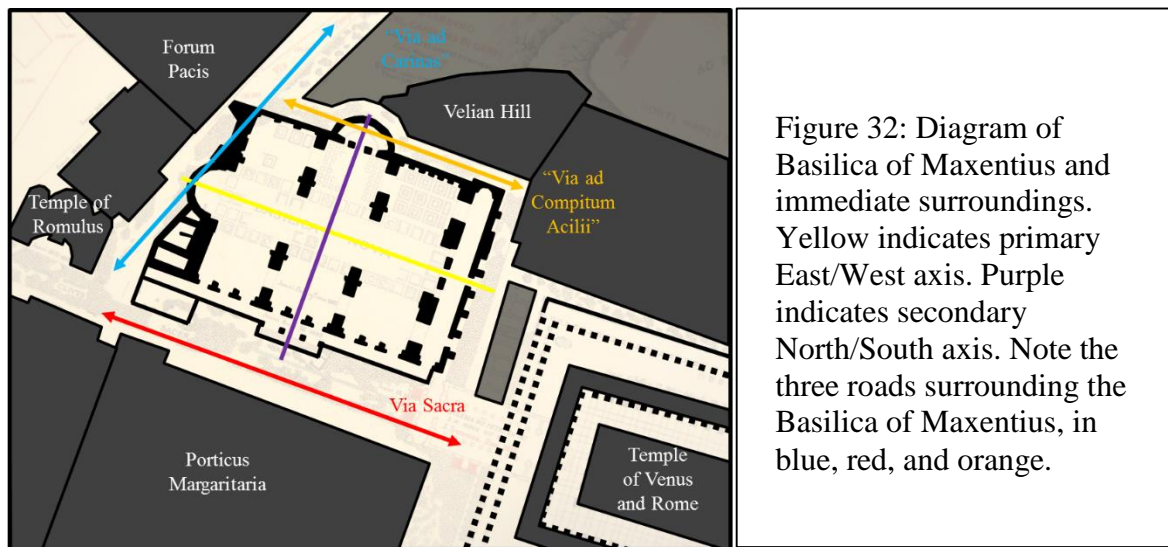 Forum
Pacis
"Via ad
Carinas"
Velian Hill
Temple of
Romulus
"Via ad
Compitum
Acilii"
Via Sacra
Porticus
Margaritaria
Temple
of Venus
and Rome
Figure 32: Diagram of
Basilica of Maxentius and
immediate surroundings.
Yellow indicates primary
East/West axis. Purple
indicates secondary
North/South axis. Note the
three roads surrounding the
Basilica of Maxentius, in
blue, red, and orange.